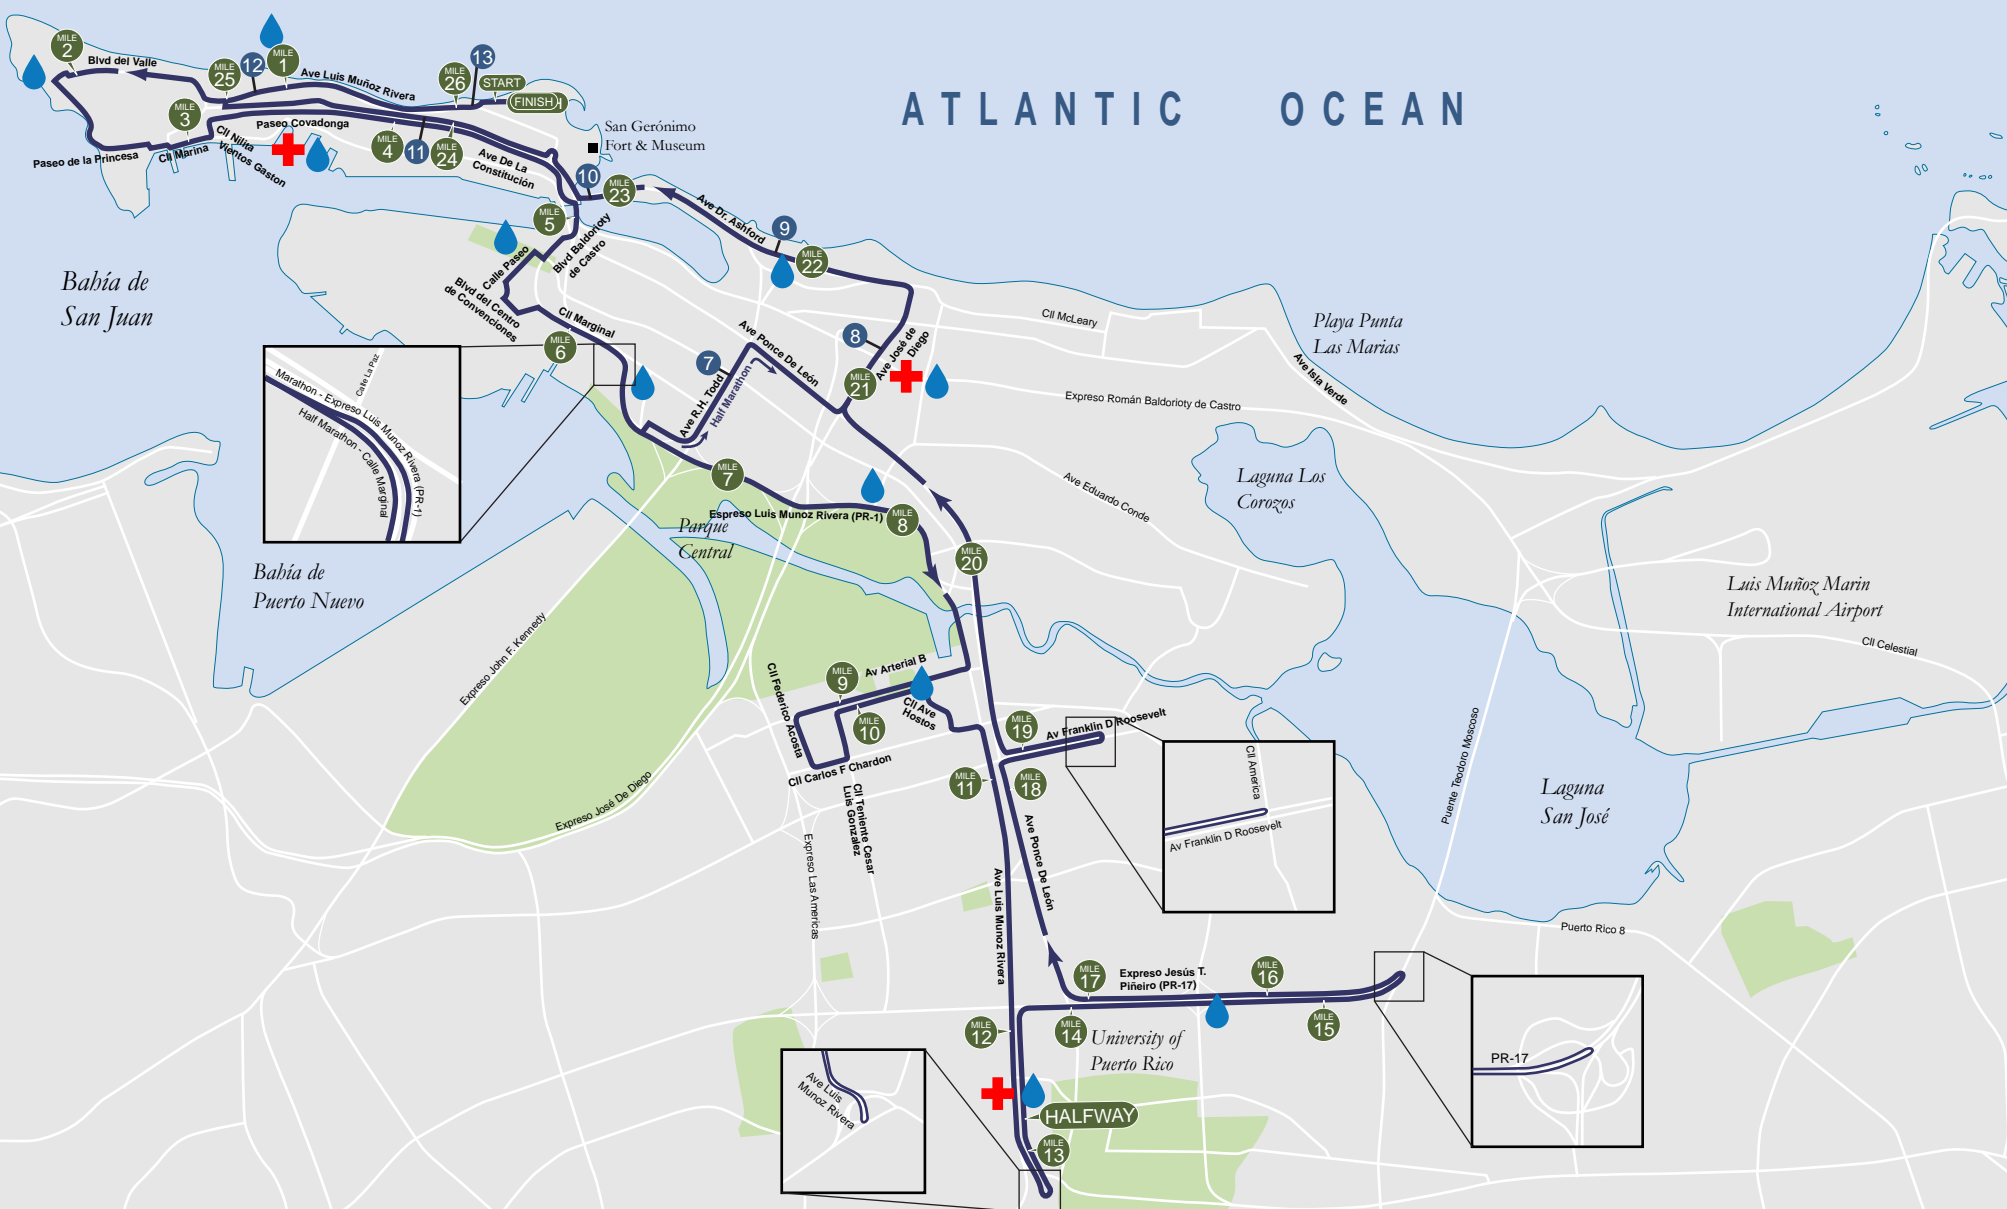 ATLANTIC OCEAN
MILE
2
Blvd del Valle
MILE
25
12
MILE
1
Ave Luis Muñoz Rivera
MILE
26
13
START
FINISH
MILE
3
Paseo Covadonga
Cll Nilita
Vientos Gaston
Paseo de la Princesa
Cll Marina
MILE
4
11
MILE
24
Ave De La
Constitución
San Gerónimo
Fort & Museum
10
MILE
23
MILE
5
Ave Dr. Ashford
9
MILE
22
Blvd Baldorioty
de Castro
Calle Paseo
Blvd del Centro
de Convenciones
Cll Marginal
MILE
6
Bahía de
San Juan
7
Ave R.H. Todd
Half Marathon
Ave Ponce De León
8
Ave José de
Diego
MILE
21
Cll McLeary
Playa Punta
Las Marias
Ave Isla Verde
Expreso Román Baldorioty de Castro
Calle La Paz
Marathon - Expreso Luis Munoz Rivera (PR-1)
Half Marathon - Calle Marginal
MILE
7
Espreso Luis Munoz Rivera (PR-1)
MILE
8
Parque
Central
Ave Eduardo Conde
Laguna Los
Corozos
MILE
20
Bahía de
Puerto Nuevo
Luis Muñoz Marin
International Airport
Cll Celestial
Expreso John F. Kennedy
Cll Federico Acosta
MILE
9
Av Arterial B
MILE
10
Cll Ave
Hostos
MILE
19
Av Franklin D Roosevelt
Cll Carlos F Chardon
MILE
11
MILE
18
Cll America
Av Franklin D Roosevelt
Puente Teodoro Moscoso
Laguna
San José
Expreso José De Diego
Cll Teniente Cesar
Luis Gonzalez
Expreso Las Americas
Ave Luis Munoz Rivera
Ave Ponce De León
Puerto Rico 8
MILE
17
Expreso Jesús T.
Piñeiro (PR-17)
MILE
16
MILE
12
MILE
14
MILE
15
University of
Puerto Rico
PR-17
Ave Luis
Munoz Rivera
HALFWAY
MILE
13